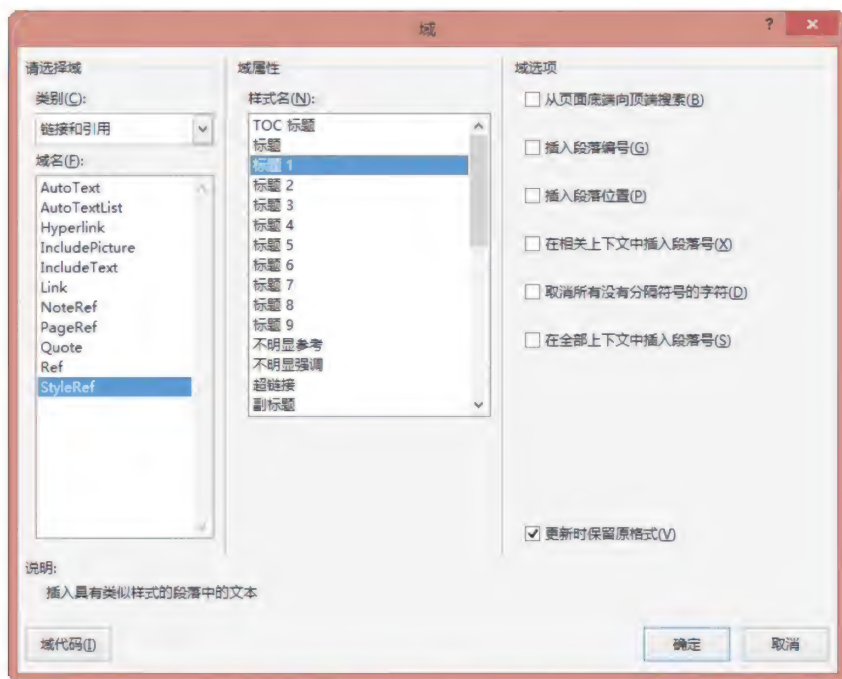 域
?
×
请选择域
类别(C):
链接和引用
域名(F):
AutoText
AutoTextList
Hyperlink
IncludePicture
IncludeText
Link
NoteRef
PageRef
Quote
Ref
StyleRef
域属性
样式名(N):
TOC 标题
标题
标题 1
标题 2
标题 3
标题 4
标题 5
标题 6
标题 7
标题 8
标题 9
不明显参考
不明显强调
超链接
副标题
域选项
从页面底端向顶端搜素(B)
插入段落编号(G)
插入段落位置(P)
在相关上下文中插入段落号(X)
取消所有没有分隔符号的字符(D)
在全部上下文中插入段落号(S)
更新时保留原格式(V)
说明:
插入具有类似样式的段落中的文本
域代码(I)
确定
取消